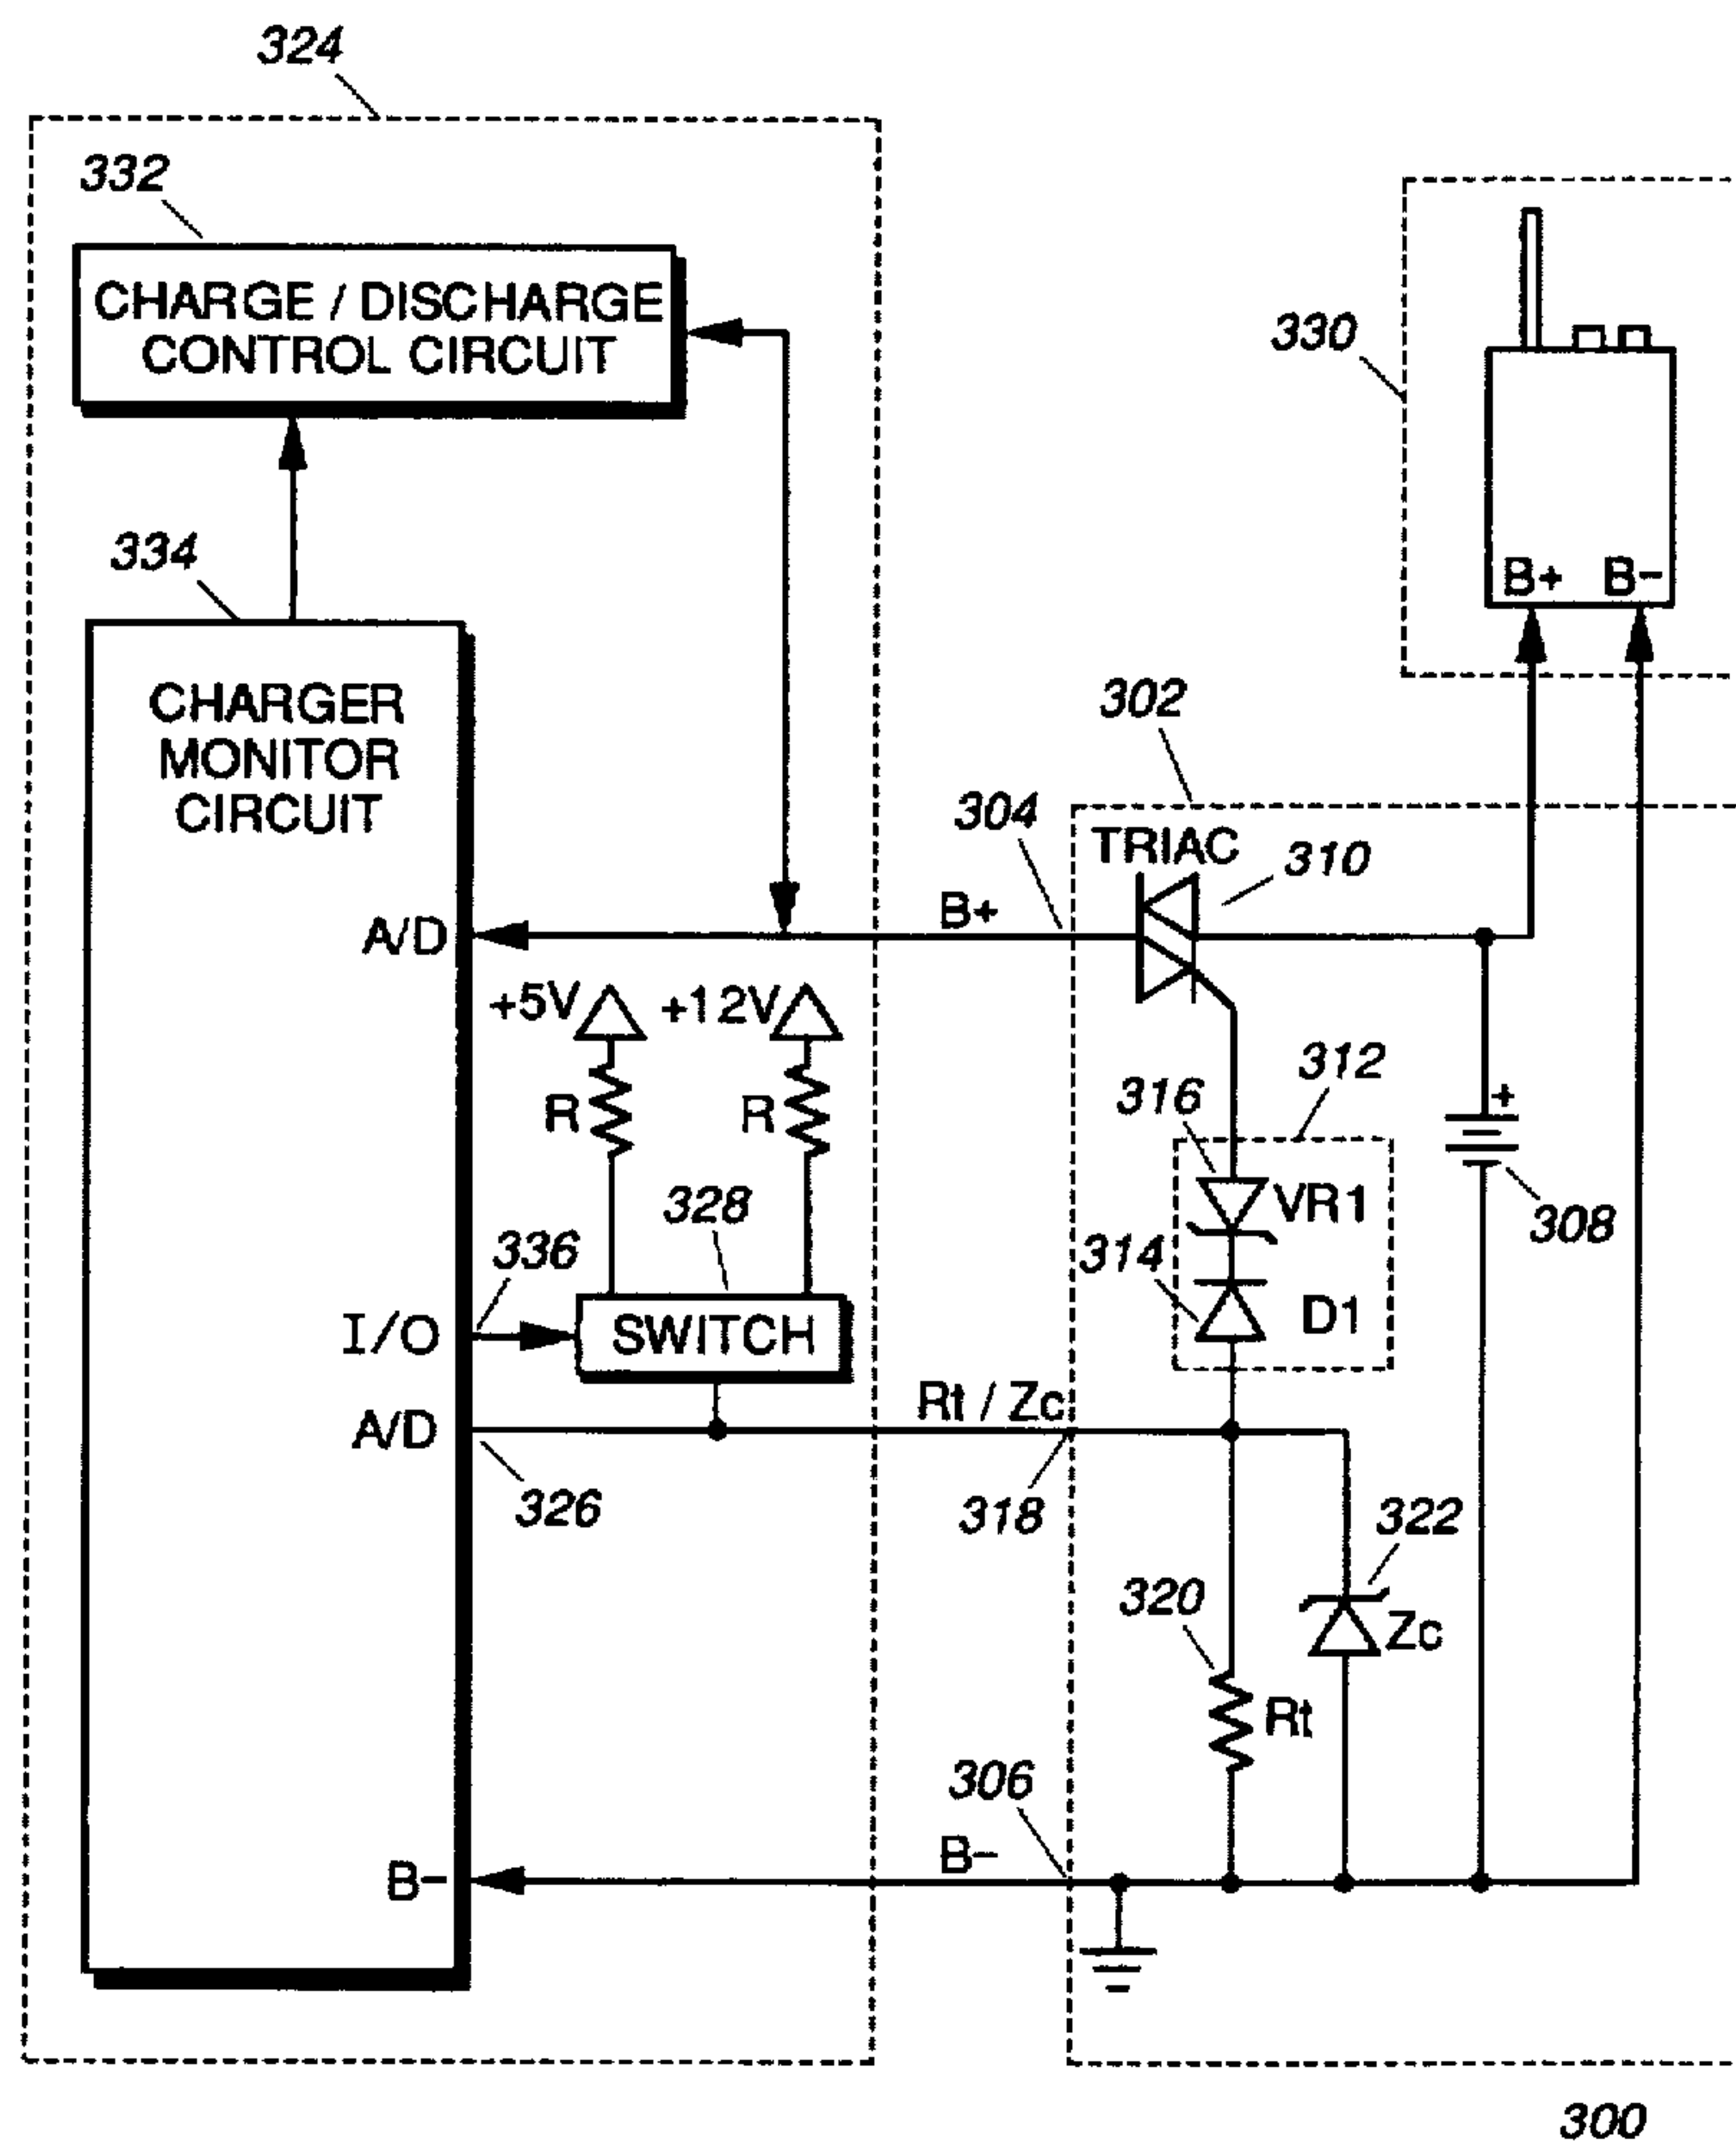 324
332
CHARGE / DISCHARGE
CONTROL CIRCUIT
330
B+ B-
334
CHARGER
MONITOR
CIRCUIT
302
304
TRIAC
310
A/D
B+
+5V
+12V
312
316
R
R
+
VR1
308
328
336
314
D1
I/O
SWITCH
Rt / Zc
A/D
326
318
322
320
Zc
Rt
306
B-
B-
300